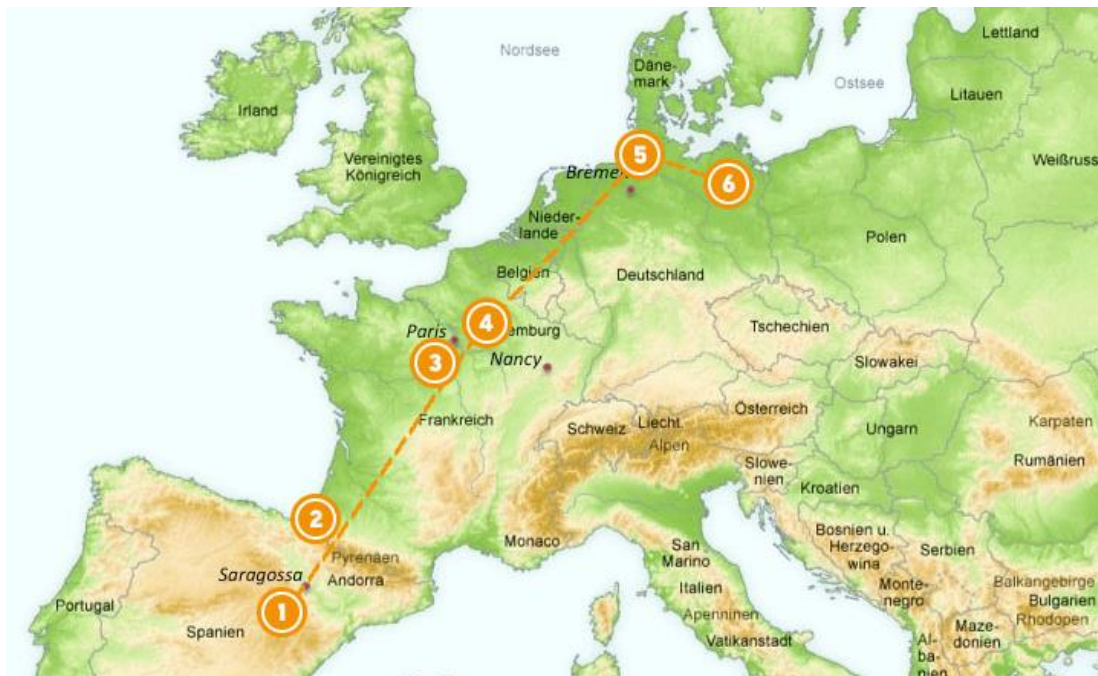 Lettland
Nordsee
Däne-
mark
Ostsee
Litauen
Irland
Vereinigtes
Königreich
5
Weißruss
Bremen
6
Nieder-
lande
Polen
Belgien
Deutschland
4
Paris
emburg
Tschechien
3
Nancy
Slowakei
Frankreich
Österreich
Schweiz
Liecht.
Alpen
Ungarn
Karpaten
Rumänien
Slowe-
nien
Kroatien
2
Bosnien u.
Herzego-
wina
Monaco
San
Marino
Serbien
Pyrenäen
Saragossa
Andorra
Italien
Monte-
negro
Balkangebirge
Bulgarien
Rhodopen
Portugal
1
Apenninen
Spanien
Vatikanstadt
Maze-
donien
Al-
ba-
nien